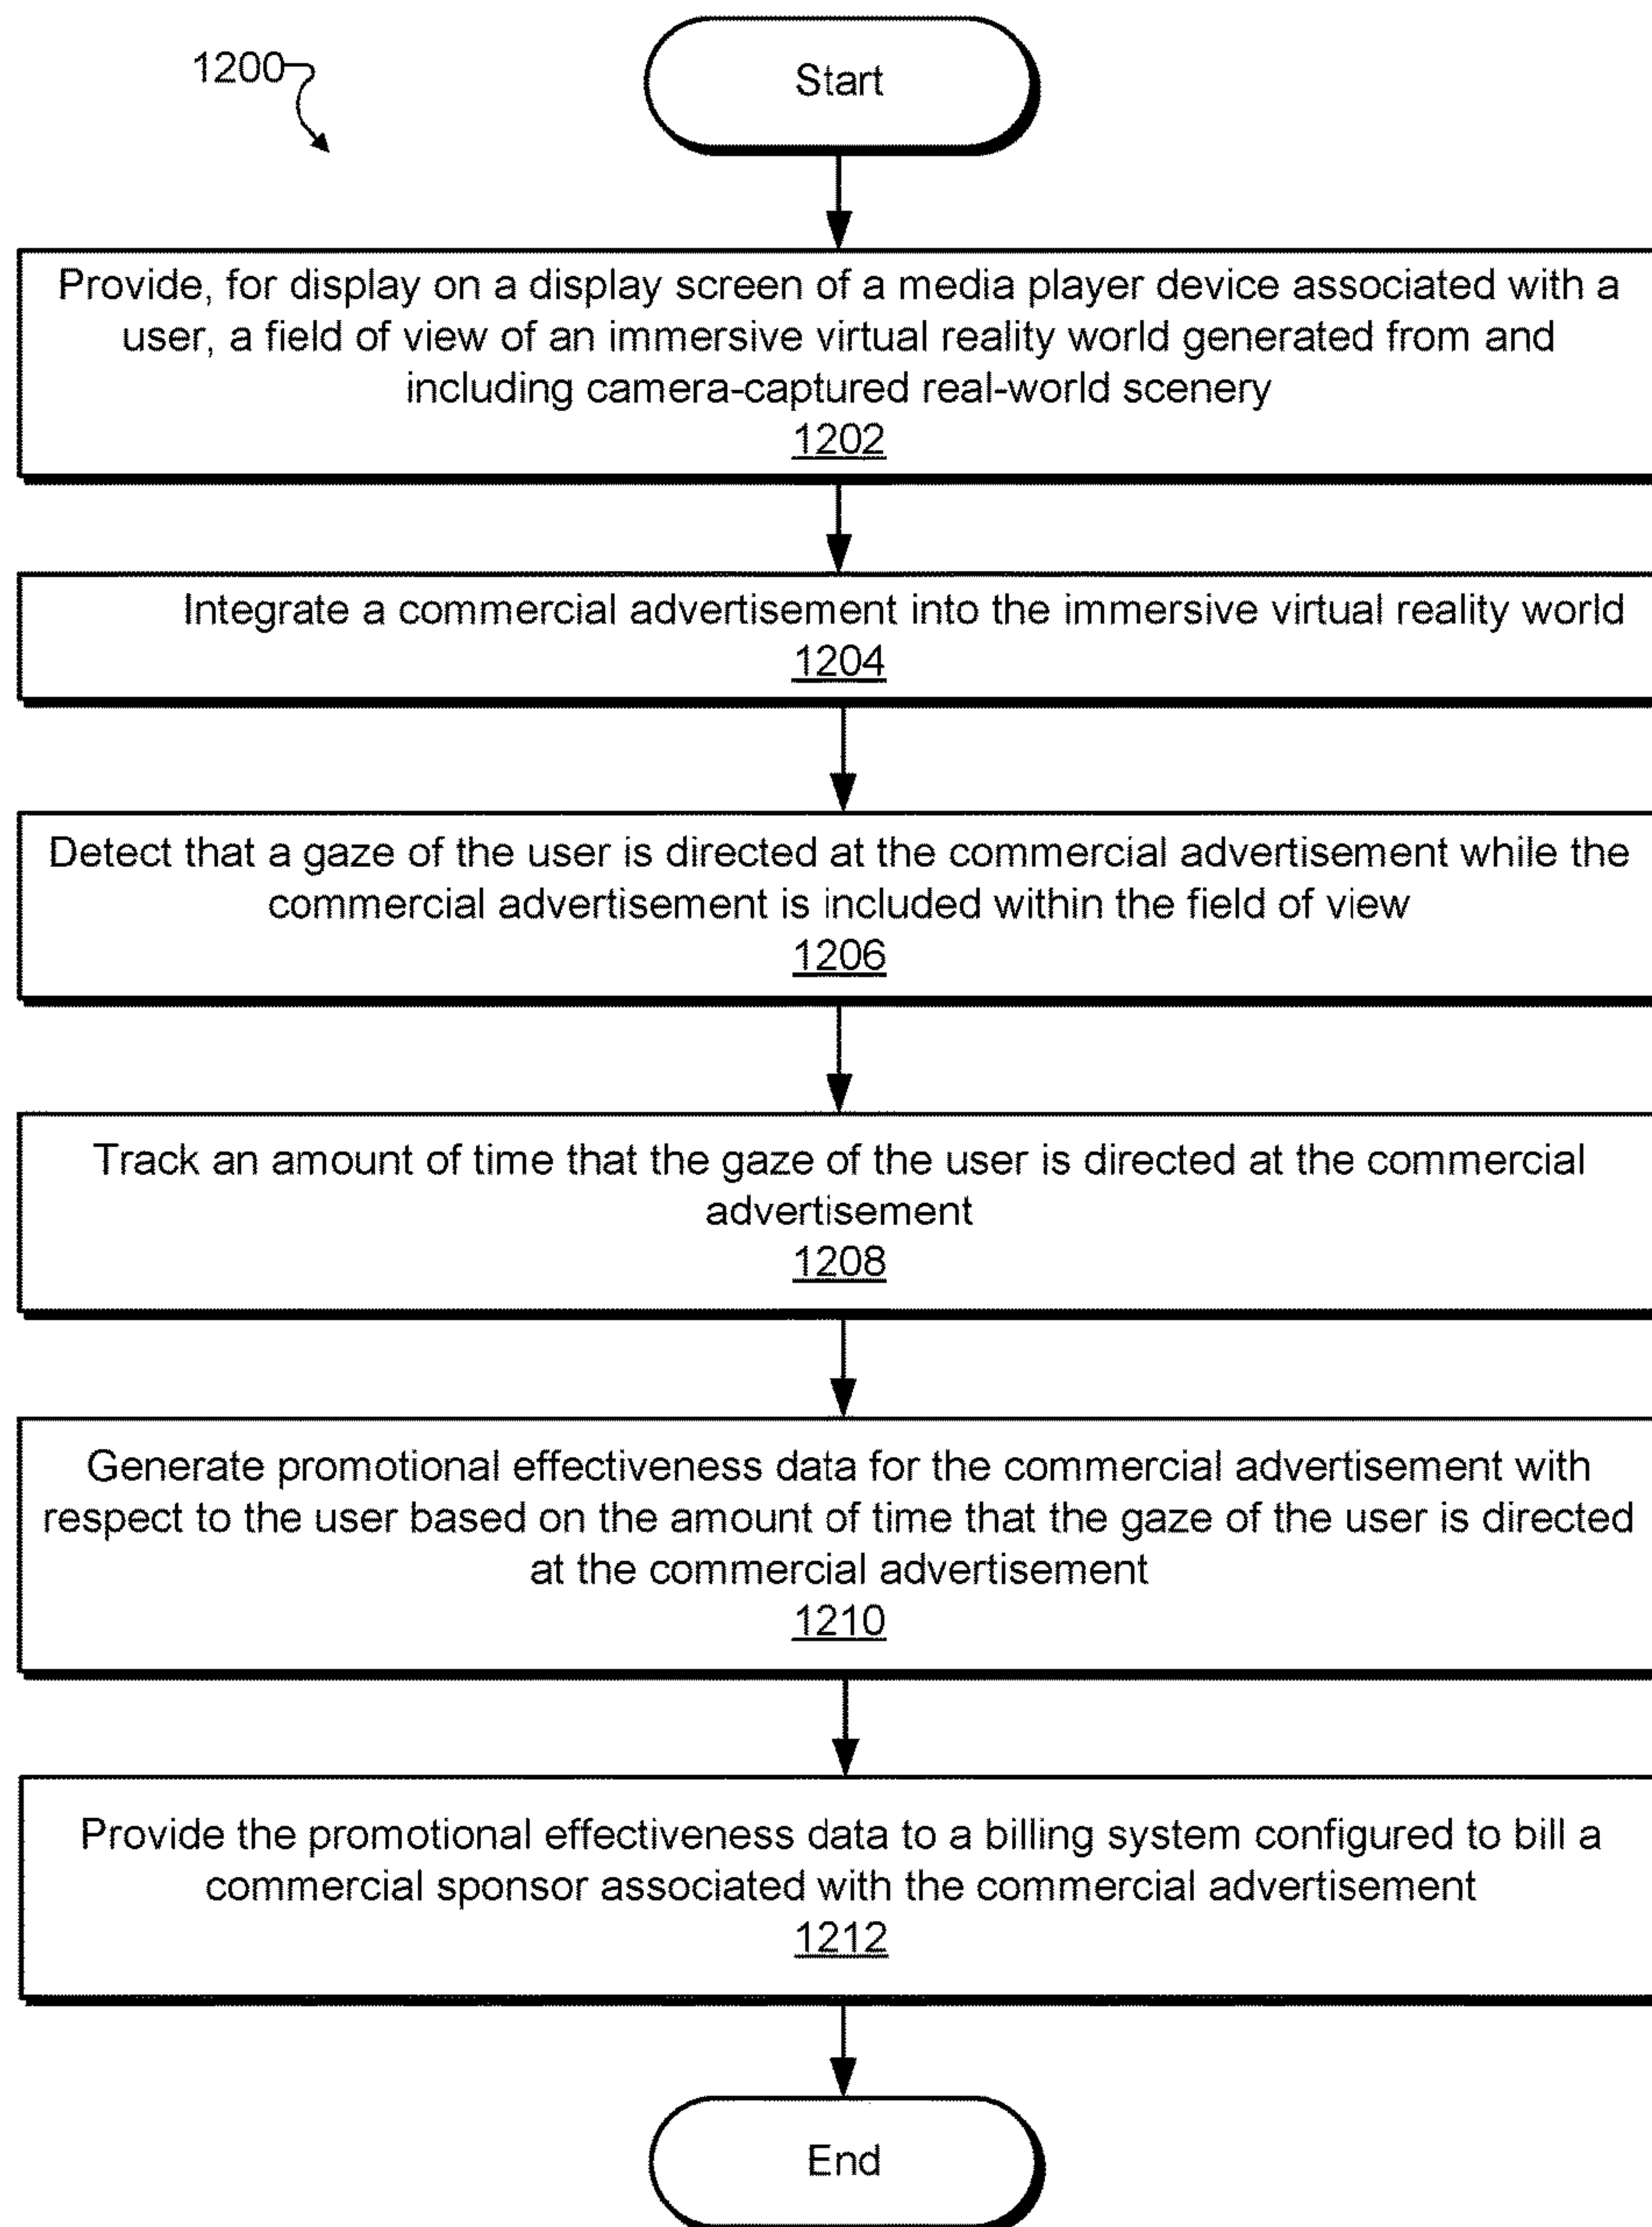 1200
Start
Provide, for display on a display screen of a media player device associated with a
user, a field of view of an immersive virtual reality world generated from and
including camera-captured real-world scenery
1202
Integrate a commercial advertisement into the immersive virtual reality world
1204
Detect that a gaze of the user is directed at the commercial advertisement while the
commercial advertisement is included within the field of view
1206
Track an amount of time that the gaze of the user is directed at the commercial
advertisement
1208
Generate promotional effectiveness data for the commercial advertisement with
respect to the user based on the amount of time that the gaze of the user is directed
at the commercial advertisement
1210
Provide the promotional effectiveness data to a billing system configured to bill a
commercial sponsor associated with the commercial advertisement
1212
End